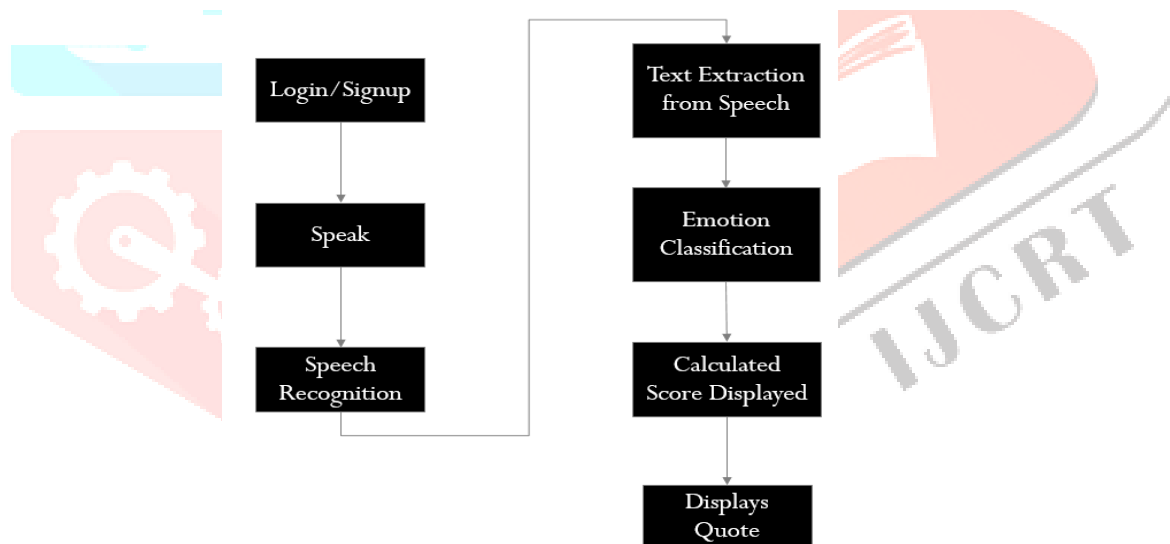 Login/Signup
Speak
Speech
Recognition
Text Extraction
from Speech
Emotion
Classification
Calculated
Score Displayed
Displays
Quote
IJCRT